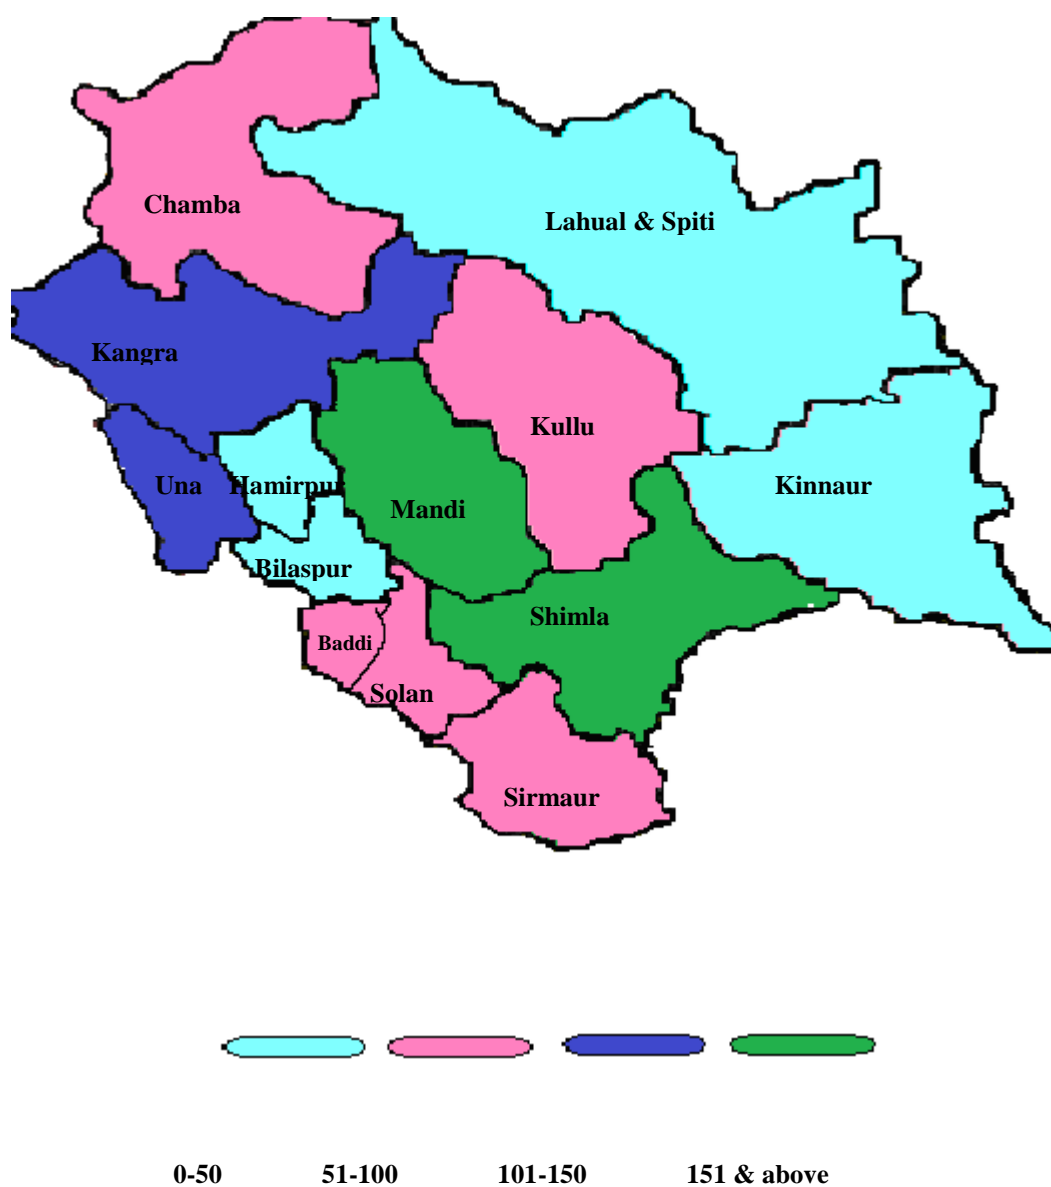 Chamba
Lahual & Spiti
Kangra
Kullu
Una
Hamirpur
Kinnaur
Mandi
Bilaspur
Shimla
Baddi
Solan
Sirmaur
0-50 51-100 101-150 151 & above